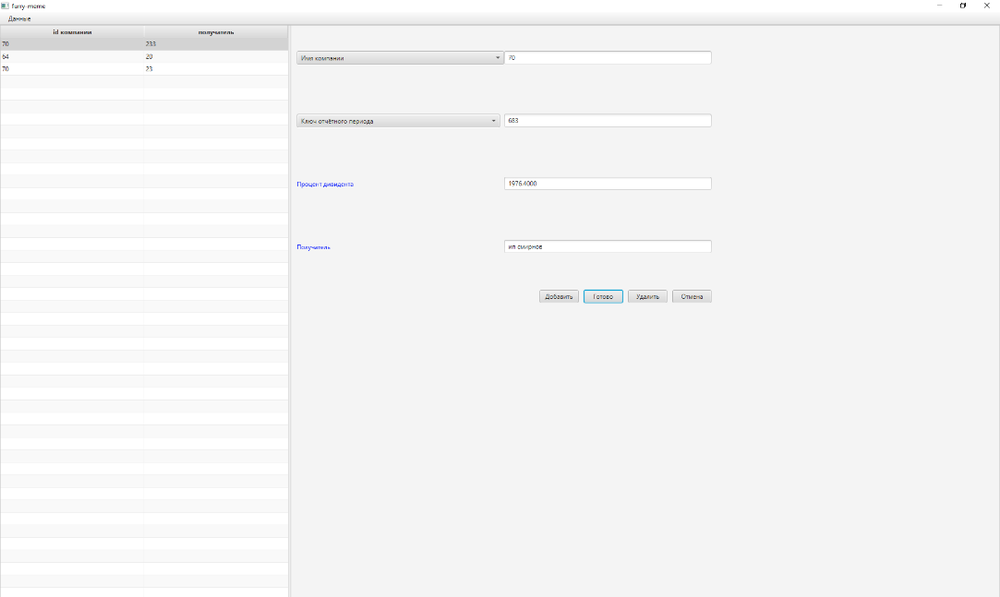 furry-meme
Данные
id компании получатель
70 233
64 20
70 23
Имя компании 70
Ключ отчётного периода 683
Процент дивидента 1976.4000
Получатель ип смирнов
Добавить Готово Удалить Отмена